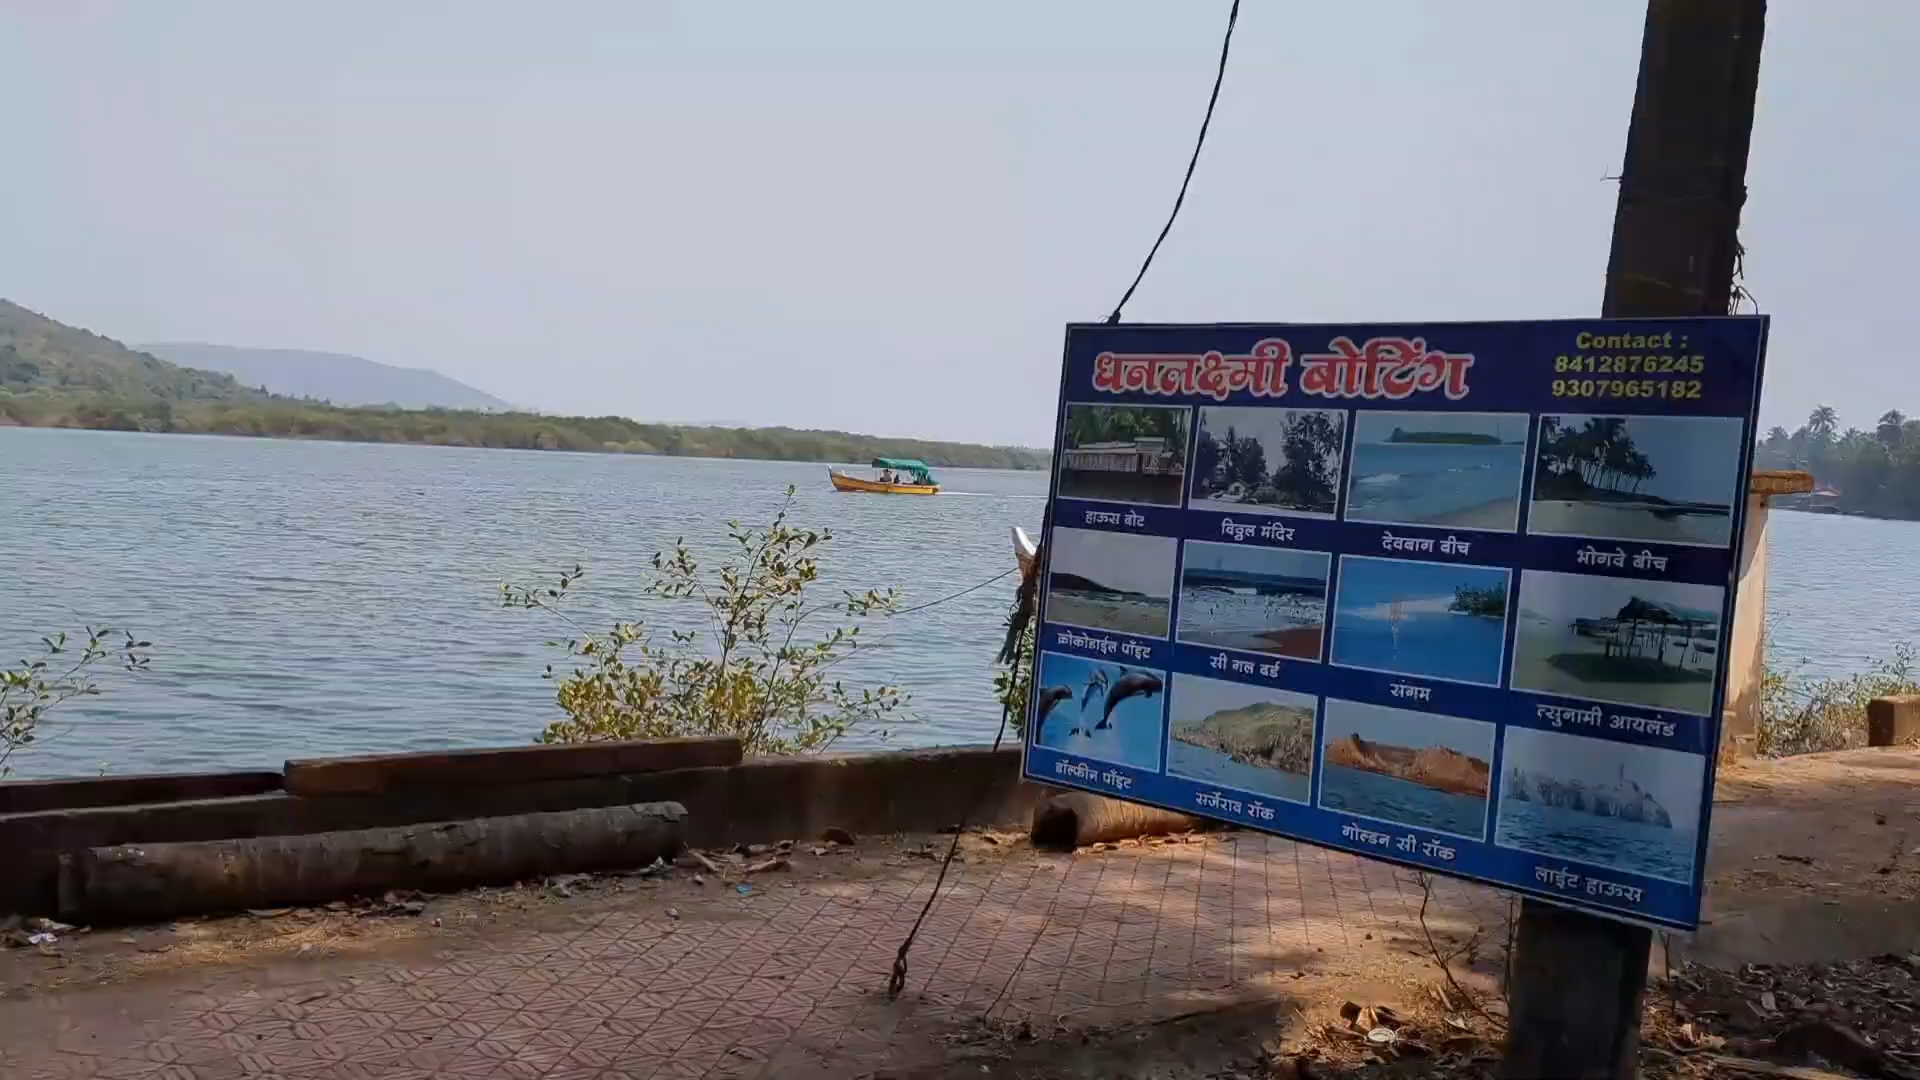 धनलक्ष्मी बोटिंग
Contact :
8412876245
9307965182
हाऊस बोट
विठ्ठल मंदिर
देवबाग बीच
भोगवे बीच
क्रोकोडाईल पाँईंट
सी गल बर्ड
संगम
त्सुनामी आयलंड
डॉल्फीन पाँईंट
सर्जेराव रॉक
गोल्डन सी रॉक
लाईट हाऊस